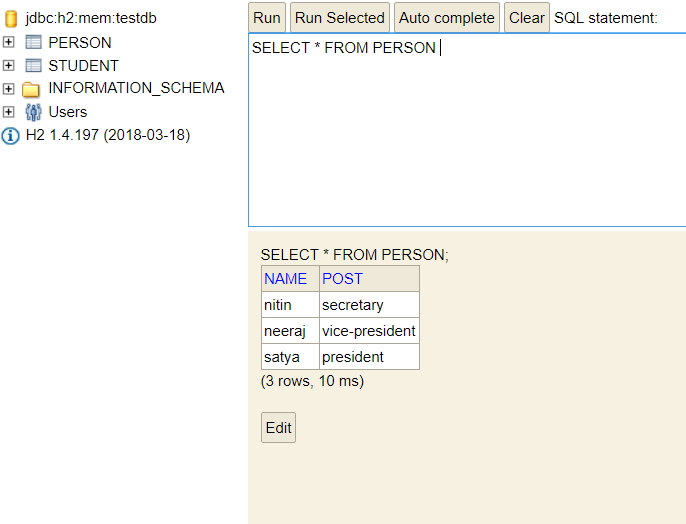 jdbc:h2:mem:testdb
PERSON
STUDENT
INFORMATION_SCHEMA
Users
H2 1.4.197 (2018-03-18)
Run Run Selected Auto complete Clear SQL statement:
SELECT * FROM PERSON
SELECT * FROM PERSON;
NAME POST
nitin secretary
neeraj vice-president
satya president
(3 rows, 10 ms)
Edit